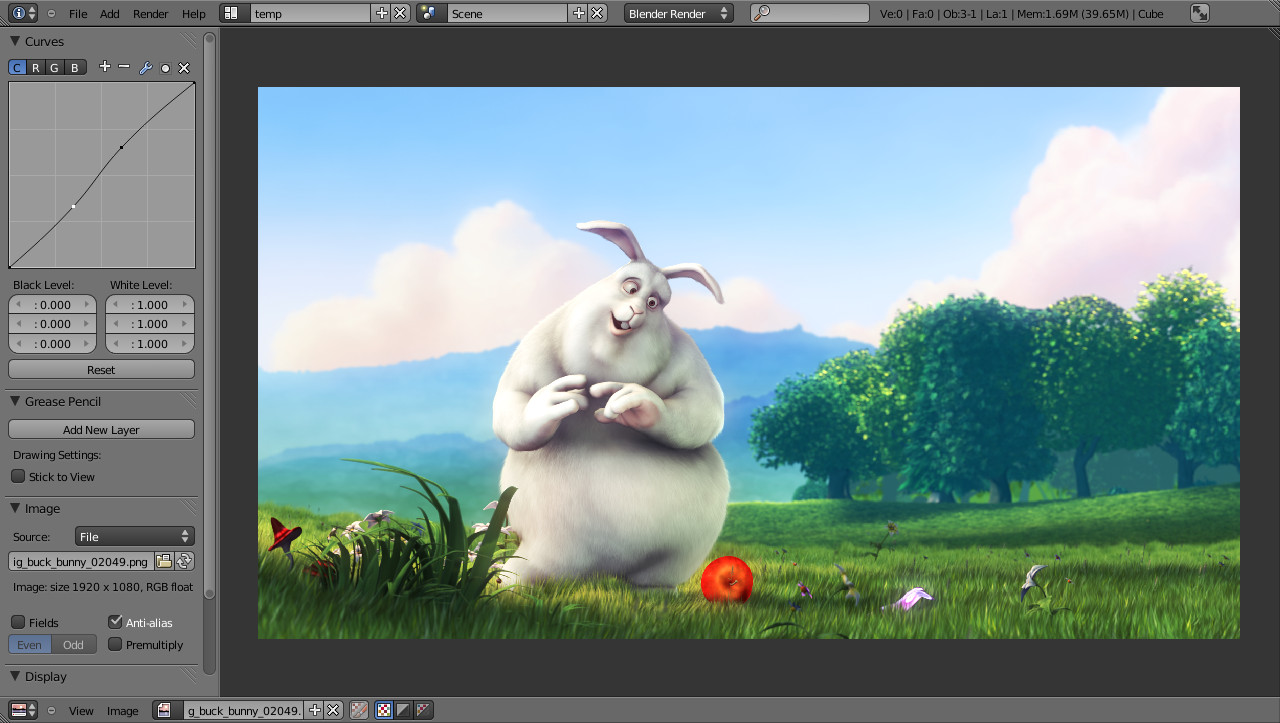 File Add Render Help temp Scene Blender Render Ve:0 | Fa:0 | Ob:3-1 | La:1 | Mem:1.69M (39.65M) | Cube
Curves
C R G B
Black Level: White Level:
: 0.000 : 1.000
: 0.000 : 1.000
: 0.000 : 1.000
Reset
Grease Pencil
Add New Layer
Drawing Settings:
Stick to View
Image
Source: File
ig_buck_bunny_02049.png
Image: size 1920 x 1080, RGB float
Fields Anti-alias
Even Odd Premultiply
Display
View Image g_buck_bunny_02049.